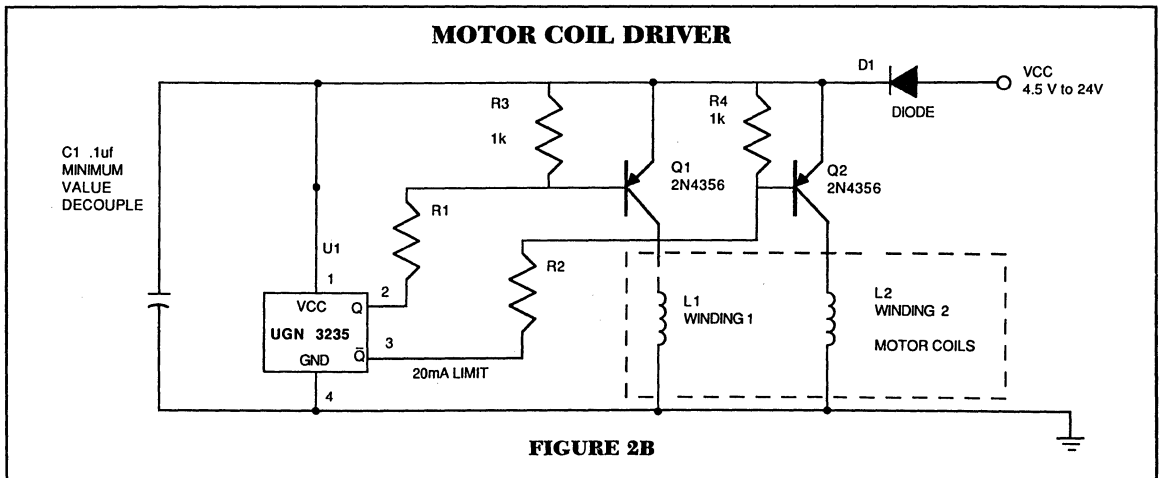 MOTOR COIL DRIVER
D1
VCC
4.5 V to 24V
DIODE
R3
1k
R4
1k
C1 .1uf
MINIMUM
VALUE
DECOUPLE
Q1
2N4356
Q2
2N4356
R1
U1
R2
1
2
VCC
Q
UGN 3235
3
GND
Q̄
4
20mA LIMIT
L1
WINDING 1
L2
WINDING 2
MOTOR COILS
FIGURE 2B